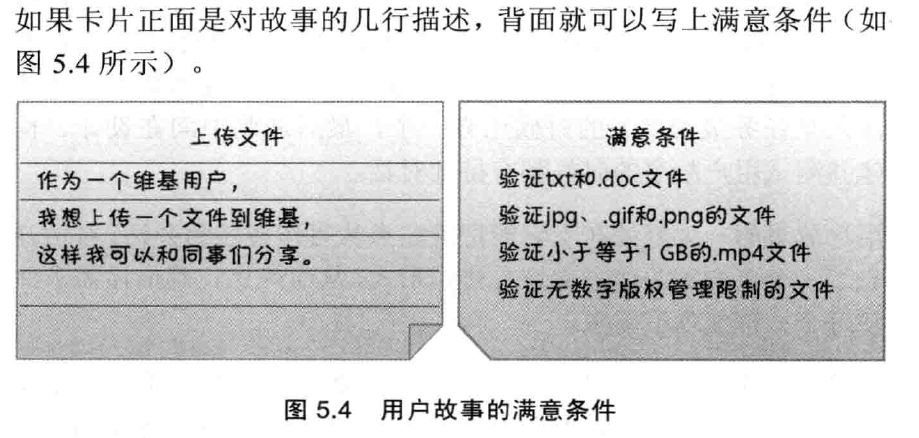 如果卡片正面是对故事的几行描述，背面就可以写上满意条件（如
图 5.4 所示）。
上传文件
作为一个维基用户，
我想上传一个文件到维基，
这样我可以和同事们分享。
满意条件
验证txt和.doc文件
验证jpg、.gif和.png的文件
验证小于等于1 GB的.mp4文件
验证无数字版权管理限制的文件
图 5.4 用户故事的满意条件